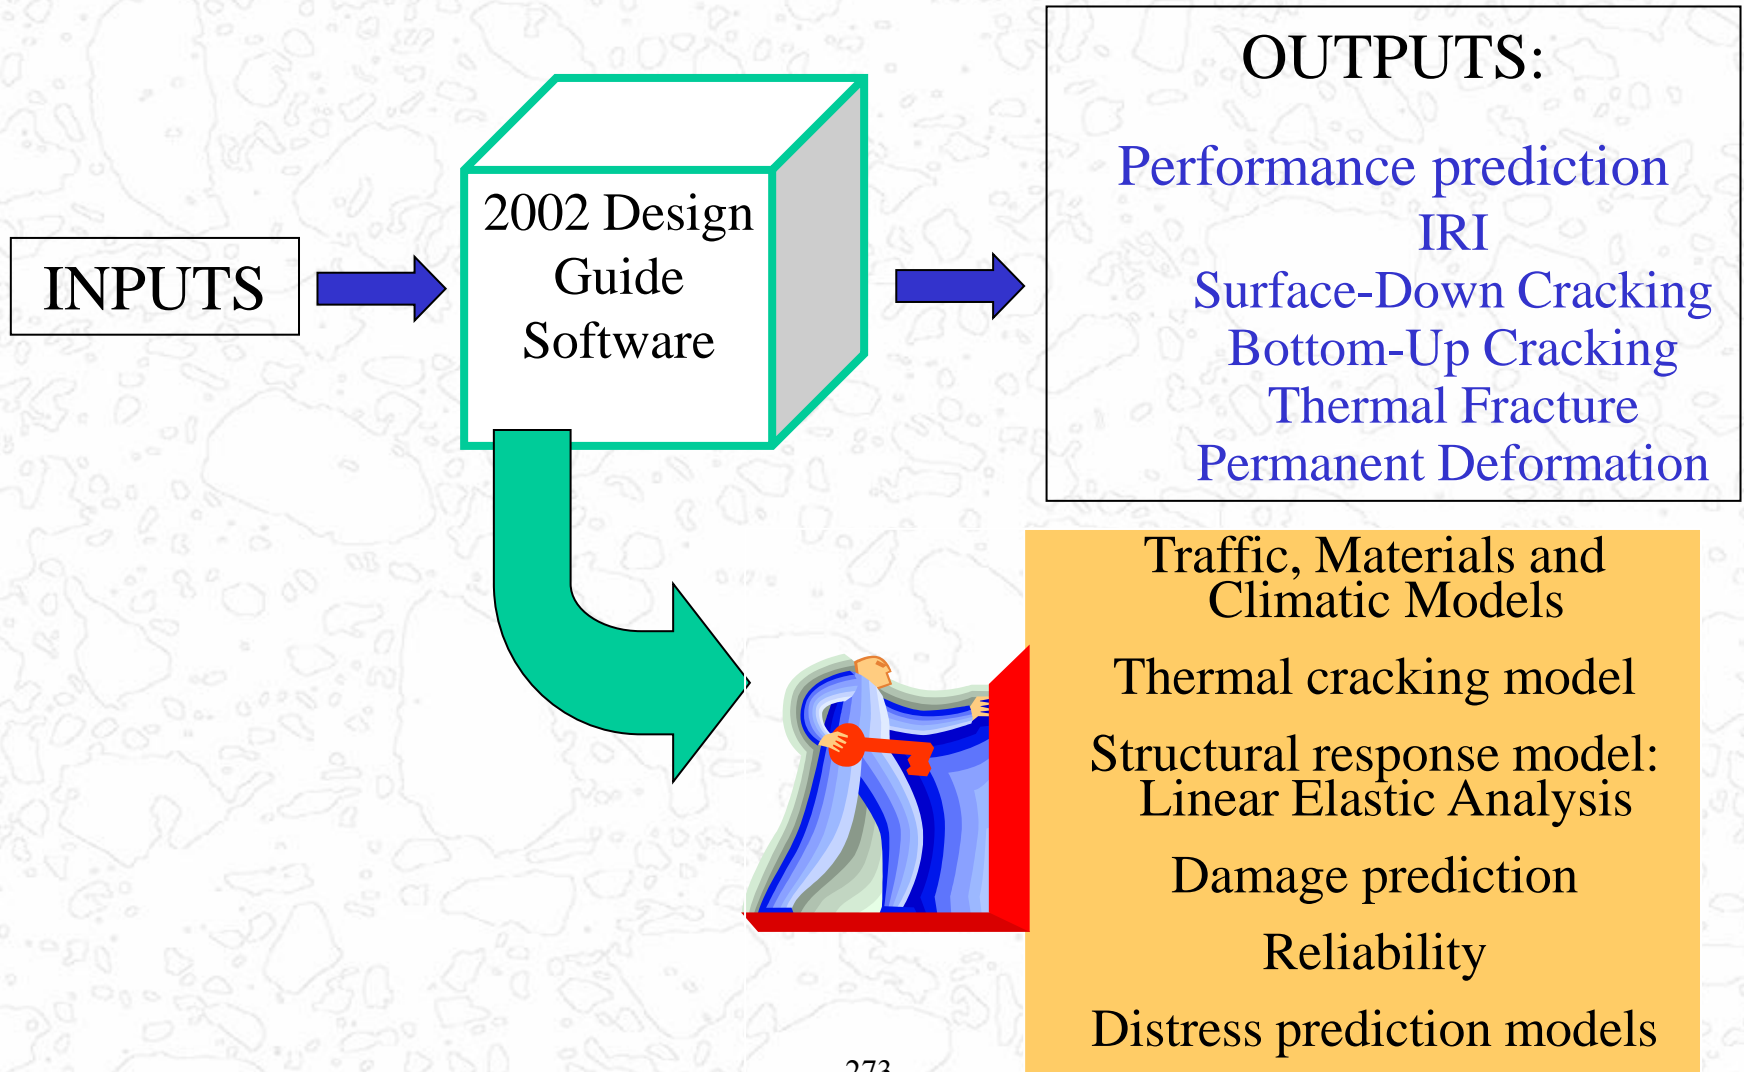 INPUTS
2002 Design
Guide
Software
OUTPUTS:
Performance prediction
IRI
Surface-Down Cracking
Bottom-Up Cracking
Thermal Fracture
Permanent Deformation
Traffic, Materials and
Climatic Models
Thermal cracking model
Structural response model:
Linear Elastic Analysis
Damage prediction
Reliability
Distress prediction models
273